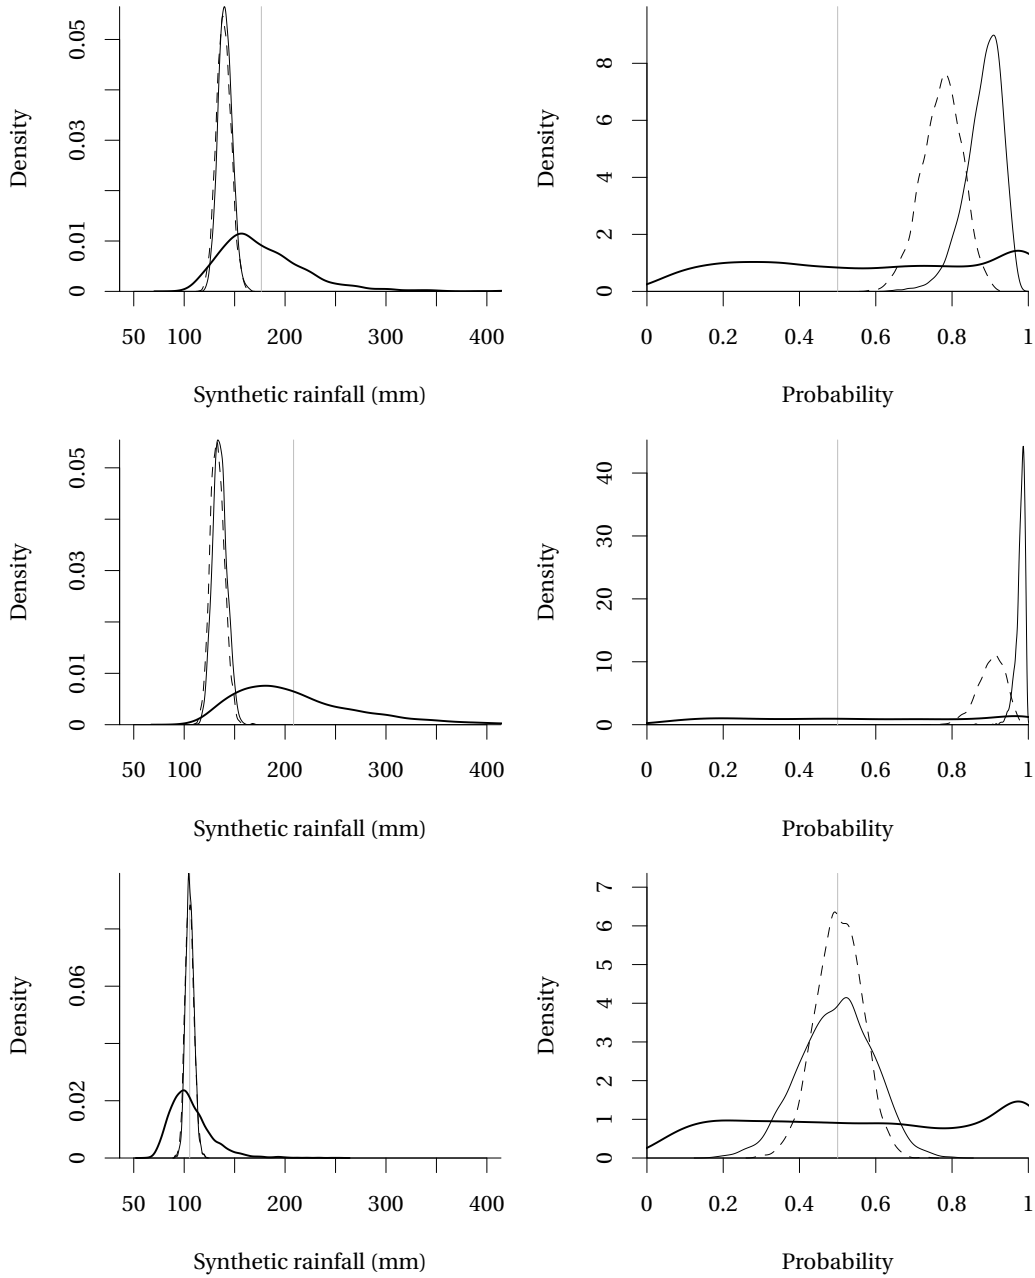 Density
0 0.01 0.03 0.05
50 100 200 300 400
Synthetic rainfall (mm)
Density
0 2 4 6 8
0 0.2 0.4 0.6 0.8 1
Probability
Density
0 0.01 0.03 0.05
50 100 200 300 400
Synthetic rainfall (mm)
Density
0 10 20 30 40
0 0.2 0.4 0.6 0.8 1
Probability
Density
0 0.02 0.06
50 100 200 300 400
Synthetic rainfall (mm)
Density
0 1 2 3 4 5 6 7
0 0.2 0.4 0.6 0.8 1
Probability